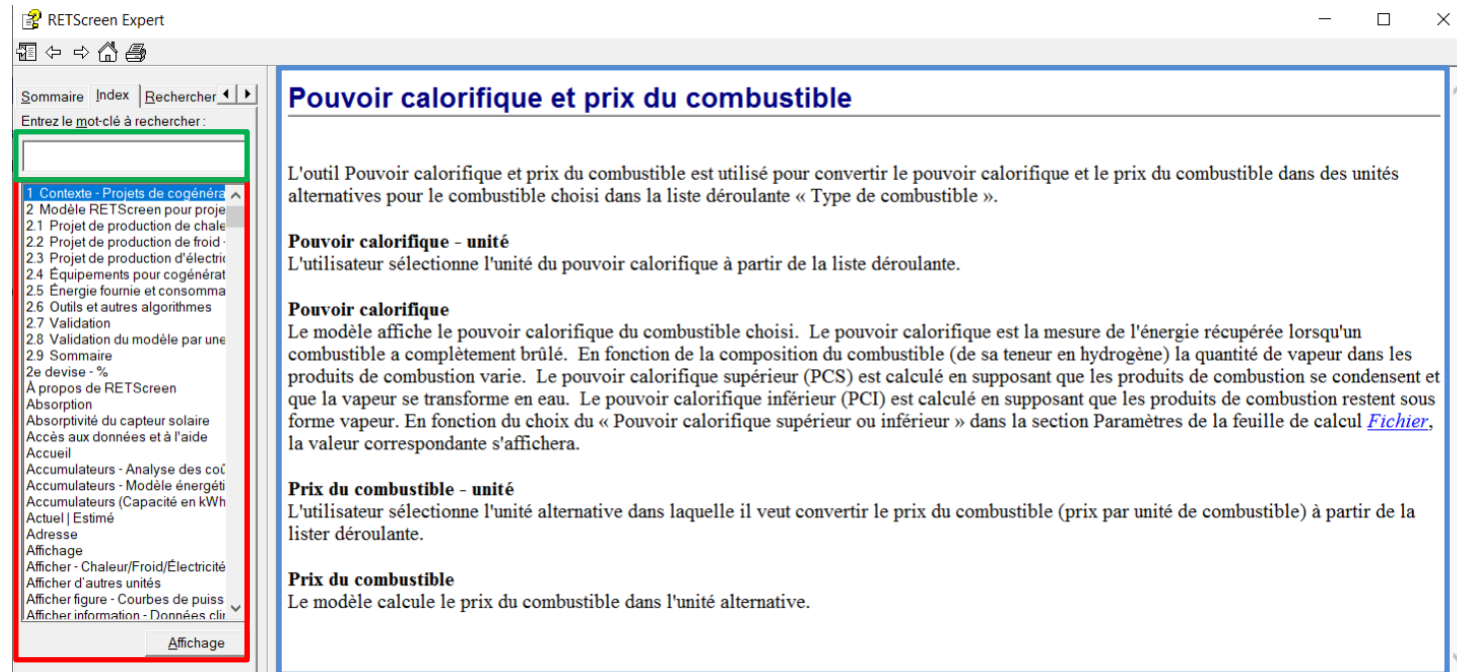 RETScreen Expert
Sommaire Index Rechercher
Entrez le mot-clé à rechercher :
1 Contexte - Projets de cogénéra
2 Modèle RETScreen pour proje
2.1 Projet de production de chale
2.2 Projet de production de froid -
2.3 Projet de production d'électric
2.4 Équipements pour cogénérat
2.5 Énergie fournie et consomma
2.6 Outils et autres algorithmes
2.7 Validation
2.8 Validation du modèle par une
2.9 Sommaire
2e devise - %
À propos de RETScreen
Absorption
Absorptivité du capteur solaire
Accès aux données et à l'aide
Accueil
Accumulateurs - Analyse des coû
Accumulateurs - Modèle énergéti
Accumulateurs (Capacité en kWh
Actuel | Estimé
Adresse
Affichage
Afficher - Chaleur/Froid/Électricité
Afficher d'autres unités
Afficher figure - Courbes de puiss
Afficher information - Données clir
Affichage
Pouvoir calorifique et prix du combustible
L'outil Pouvoir calorifique et prix du combustible est utilisé pour convertir le pouvoir calorifique et le prix du combustible dans des unités
alternatives pour le combustible choisi dans la liste déroulante « Type de combustible ».
Pouvoir calorifique - unité
L'utilisateur sélectionne l'unité du pouvoir calorifique à partir de la liste déroulante.
Pouvoir calorifique
Le modèle affiche le pouvoir calorifique du combustible choisi. Le pouvoir calorifique est la mesure de l'énergie récupérée lorsqu'un
combustible a complètement brûlé. En fonction de la composition du combustible (de sa teneur en hydrogène) la quantité de vapeur dans les
produits de combustion varie. Le pouvoir calorifique supérieur (PCS) est calculé en supposant que les produits de combustion se condensent et
que la vapeur se transforme en eau. Le pouvoir calorifique inférieur (PCI) est calculé en supposant que les produits de combustion restent sous
forme vapeur. En fonction du choix du « Pouvoir calorifique supérieur ou inférieur » dans la section Paramètres de la feuille de calcul Fichier,
la valeur correspondante s'affichera.
Prix du combustible - unité
L'utilisateur sélectionne l'unité alternative dans laquelle il veut convertir le prix du combustible (prix par unité de combustible) à partir de la
lister déroulante.
Prix du combustible
Le modèle calcule le prix du combustible dans l'unité alternative.